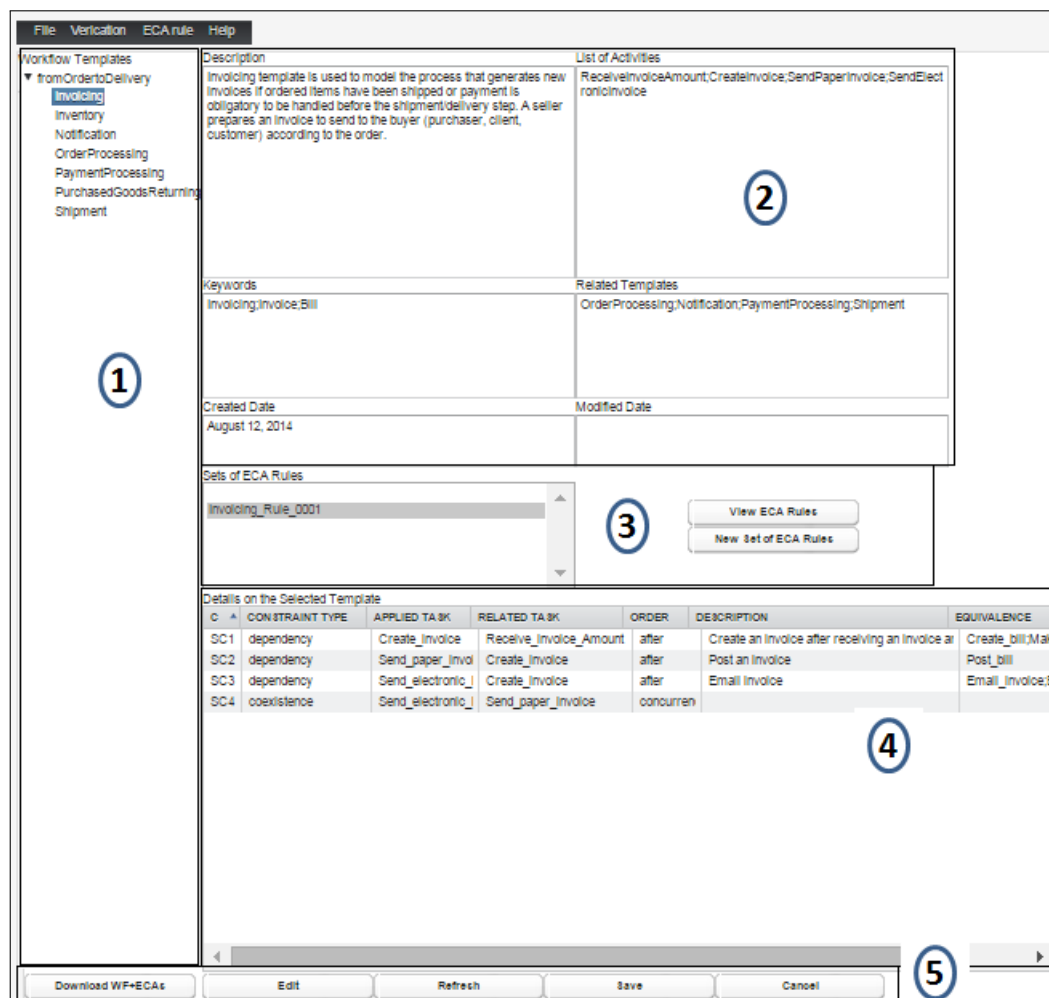 File Verication ECA rule Help
Workflow Templates
fromOrdertoDelivery
Invoicing
Inventory
Notification
OrderProcessing
PaymentProcessing
PurchasedGoodsReturning
Shipment
1
Description
Invoicing template is used to model the process that generates new
invoices if ordered items have been shipped or payment is
obligatory to be handled before the shipment/delivery step. A seller
prepares an invoice to send to the buyer (purchaser, client,
customer) according to the order.
List of Activities
ReceiveInvoiceAmount;CreateInvoice;SendPaperInvoice;SendElect
ronicInvoice
2
Keywords
Invoicing;Invoice;Bill
Related Templates
OrderProcessing;Notification;PaymentProcessing;Shipment
Created Date
August 12, 2014
Modified Date
Sets of ECA Rules
Invoicing_Rule_0001
3
View ECA Rules
New Set of ECA Rules
Details on the Selected Template
C CONSTRAINT TYPE APPLIED TASK RELATED TASK ORDER DESCRIPTION EQUIVALENCE
SC1 dependency Create_Invoice Receive_Invoice_Amount after Create an invoice after receiving an invoice ar Create_bill;Mak
SC2 dependency Send_paper_Invoi Create_Invoice after Post an invoice Post_bill
SC3 dependency Send_electronic_I Create_Invoice after Email Invoice Email_Invoice;E
SC4 coexistence Send_electronic_I Send_paper_Invoice concurren
4
5
Download WF+ECAs Edit Refresh Save Cancel